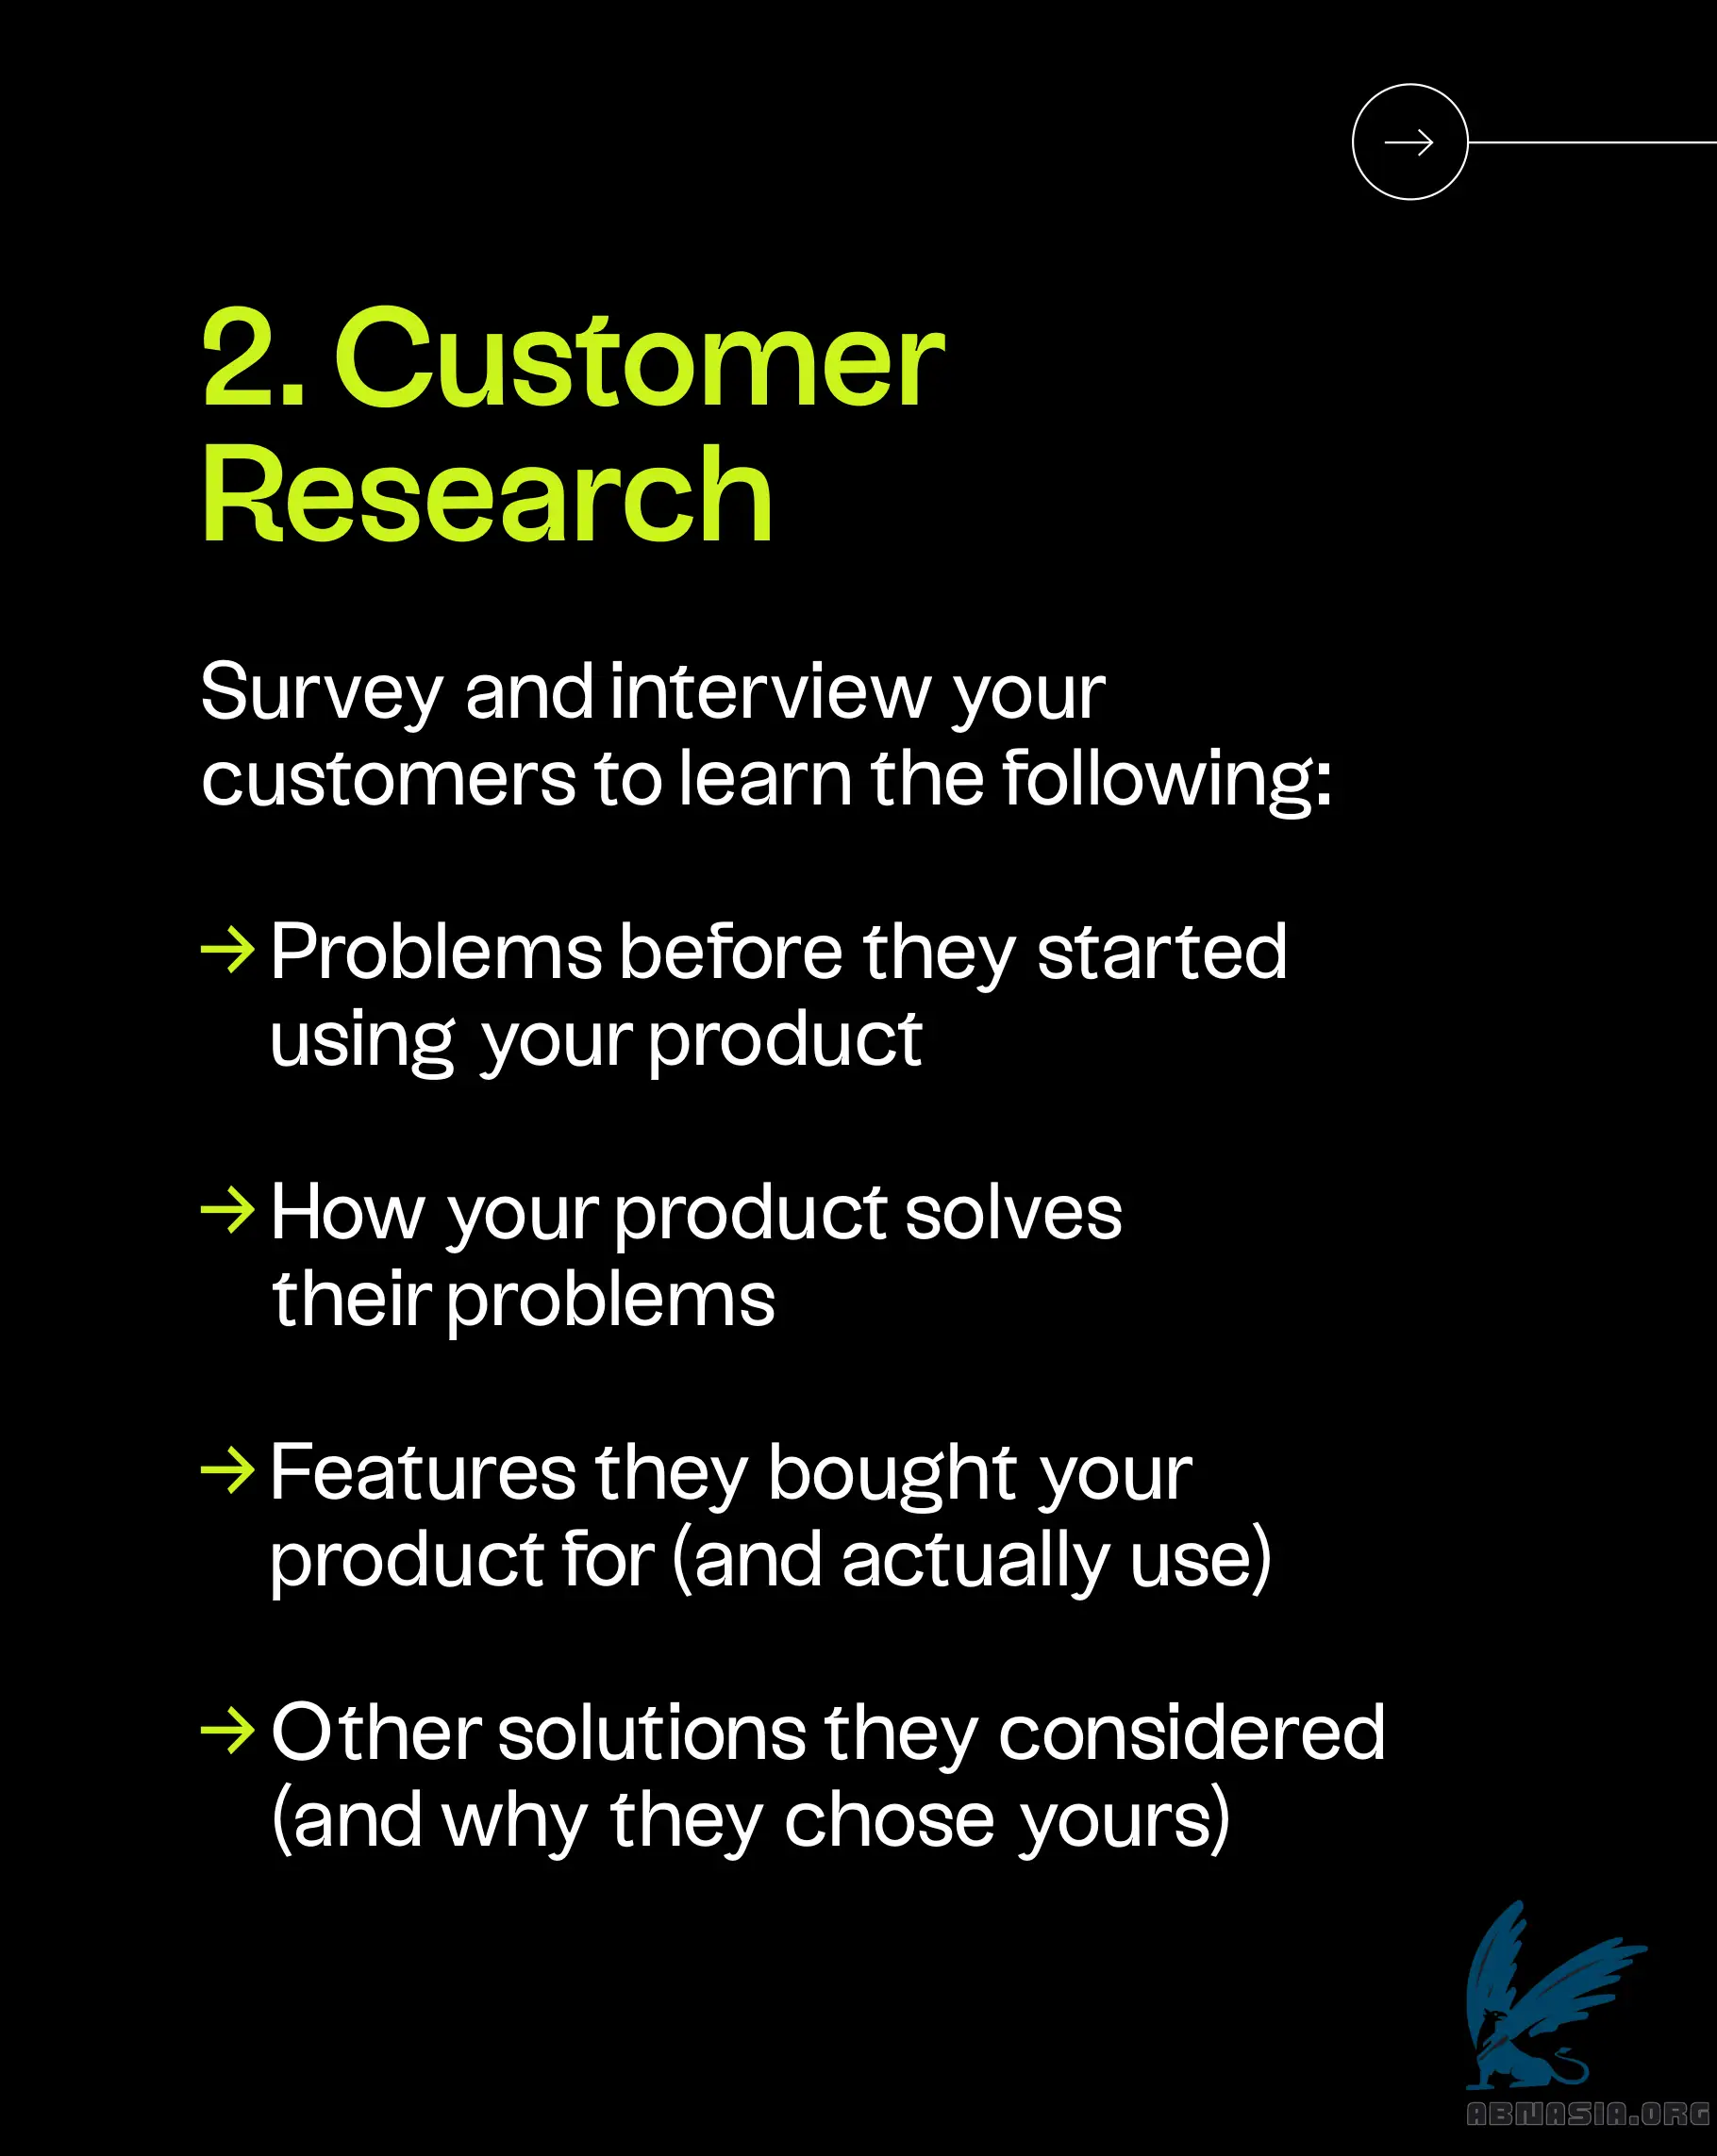 2. Customer
Research
Survey and interview your
customers to learn the following:
→ Problems before they started
using your product
→ How your product solves
their problems
→ Features they bought your
product for (and actually use)
→ Other solutions they considered
(and why they chose yours)
ABNASIA.ORG